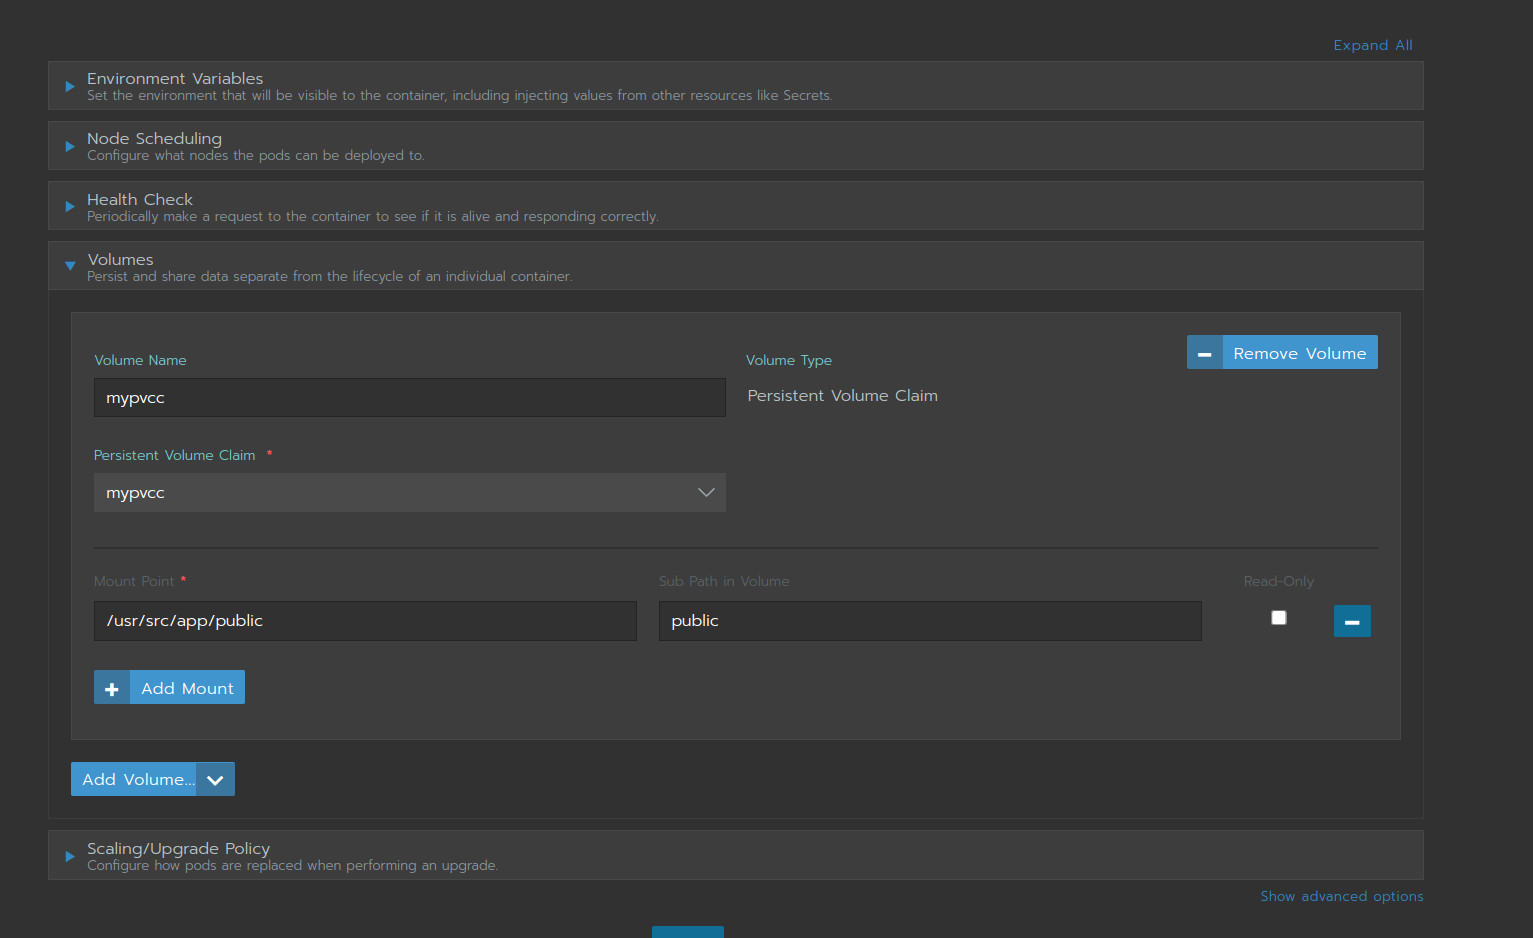 Expand All
Environment Variables
Set the environment that will be visible to the container, including injecting values from other resources like Secrets.
Node Scheduling
Configure what nodes the pods can be deployed to.
Health Check
Periodically make a request to the container to see if it is alive and responding correctly.
Volumes
Persist and share data separate from the lifecycle of an individual container.
Remove Volume
Volume Name Volume Type
mypvcc Persistent Volume Claim
Persistent Volume Claim *
mypvcc
Mount Point * Sub Path in Volume Read-Only
/usr/src/app/public public
Add Mount
Add Volume...
Scaling/Upgrade Policy
Configure how pods are replaced when performing an upgrade.
Show advanced options